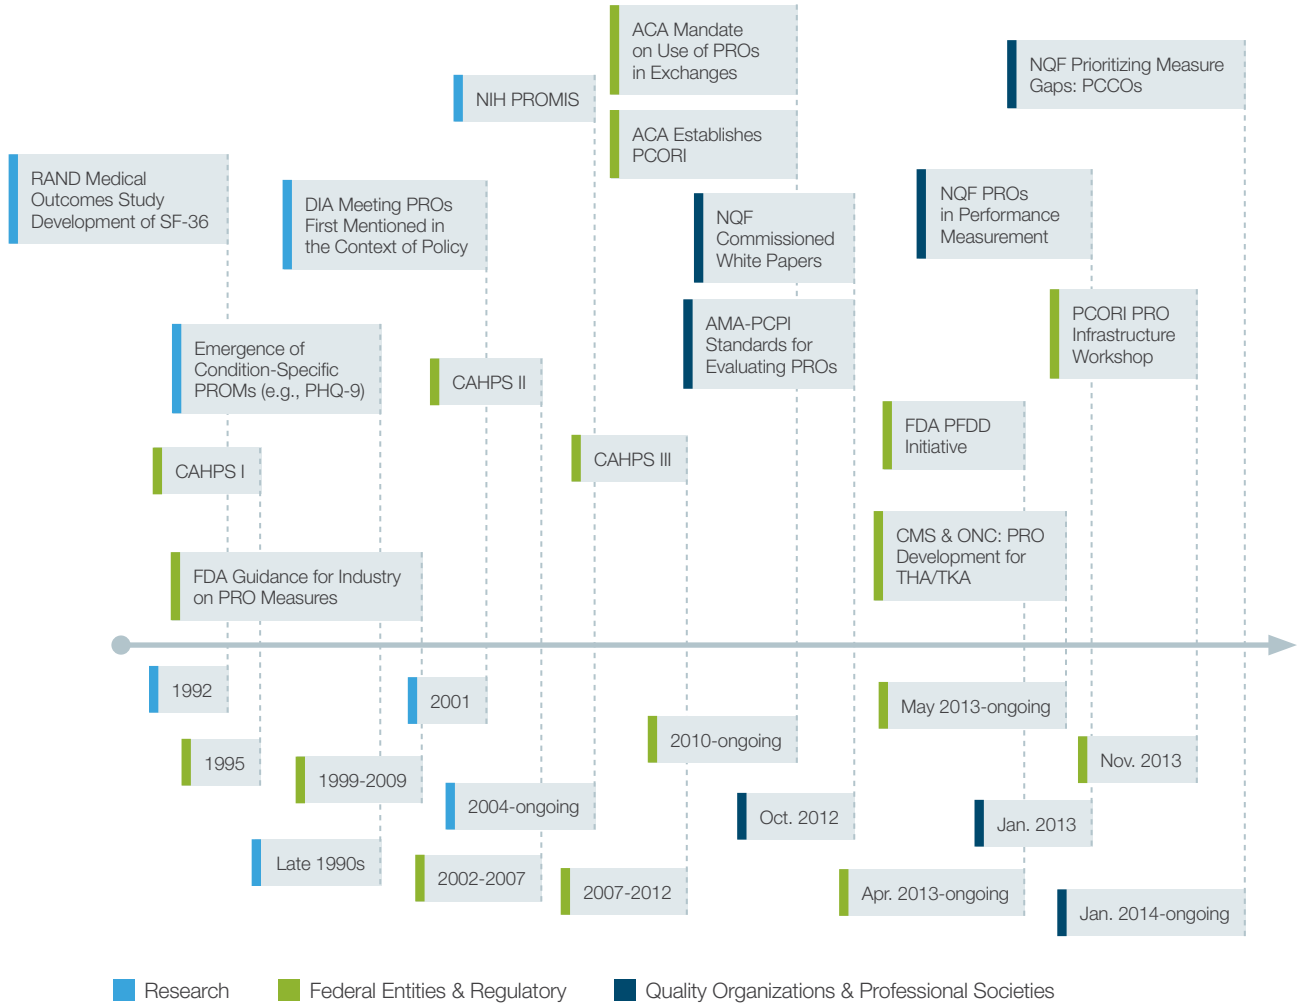 ACA Mandate
on Use of PROs
in Exchanges
NQF Prioritizing Measure
Gaps: PCCOs
NIH PROMIS
ACA Establishes
PCORI
RAND Medical
Outcomes Study
Development of SF-36
DIA Meeting PROs
First Mentioned in
the Context of Policy
NQF
Commissioned
White Papers
NQF PROs
in Performance
Measurement
AMA-PCPI
Standards for
Evaluating PROs
PCORI PRO
Infrastructure
Workshop
Emergence of
Condition-Specific
PROMs (e.g., PHQ-9)
CAHPS II
FDA PFDD
Initiative
CAHPS I
CAHPS III
CMS & ONC: PRO
Development for
THA/TKA
FDA Guidance for Industry
on PRO Measures
1992
2001
May 2013-ongoing
1995
2010-ongoing
Nov. 2013
1999-2009
2004-ongoing
Oct. 2012
Jan. 2013
Late 1990s
2002-2007
2007-2012
Apr. 2013-ongoing
Jan. 2014-ongoing
Research
Federal Entities & Regulatory
Quality Organizations & Professional Societies